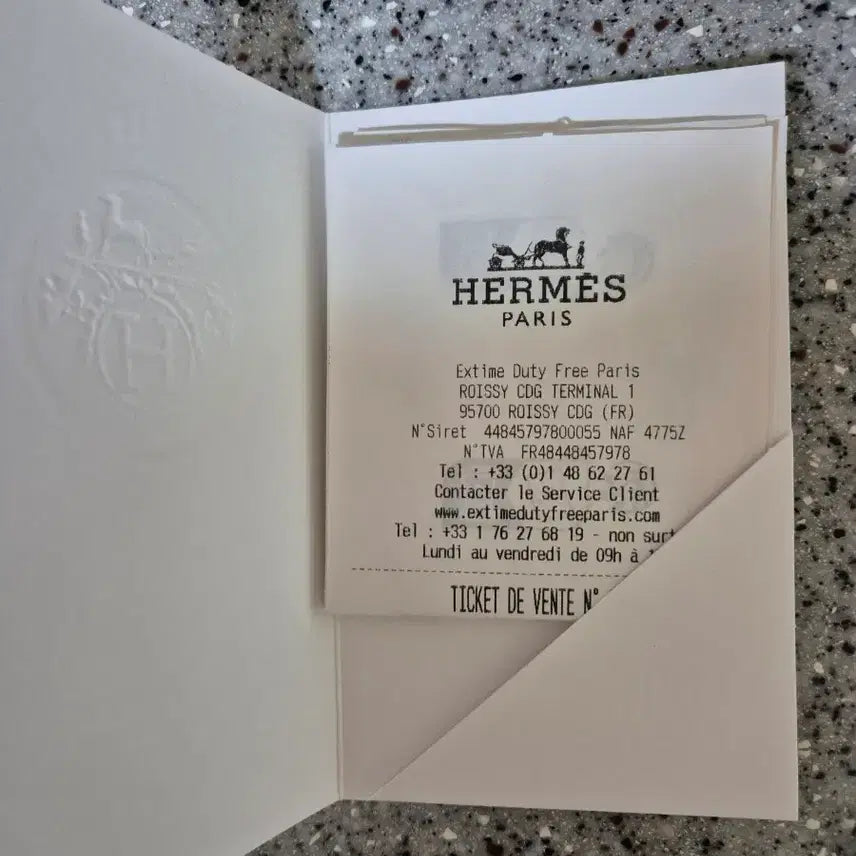 H
HERMÈS
PARIS
Extime Duty Free Paris
ROISSY CDG TERMINAL 1
95700 ROISSY CDG (FR)
N°Siret 44845797800055 NAF 4775Z
N°TVA FR48448457978
Tel : +33 (0)1 48 62 27 61
Contacter le Service Client
www.extimedutyfreeparis.com
Tel : +33 1 76 27 68 19 - non
Lundi au vendredi de 09h à
TICKET DE VENTE N°